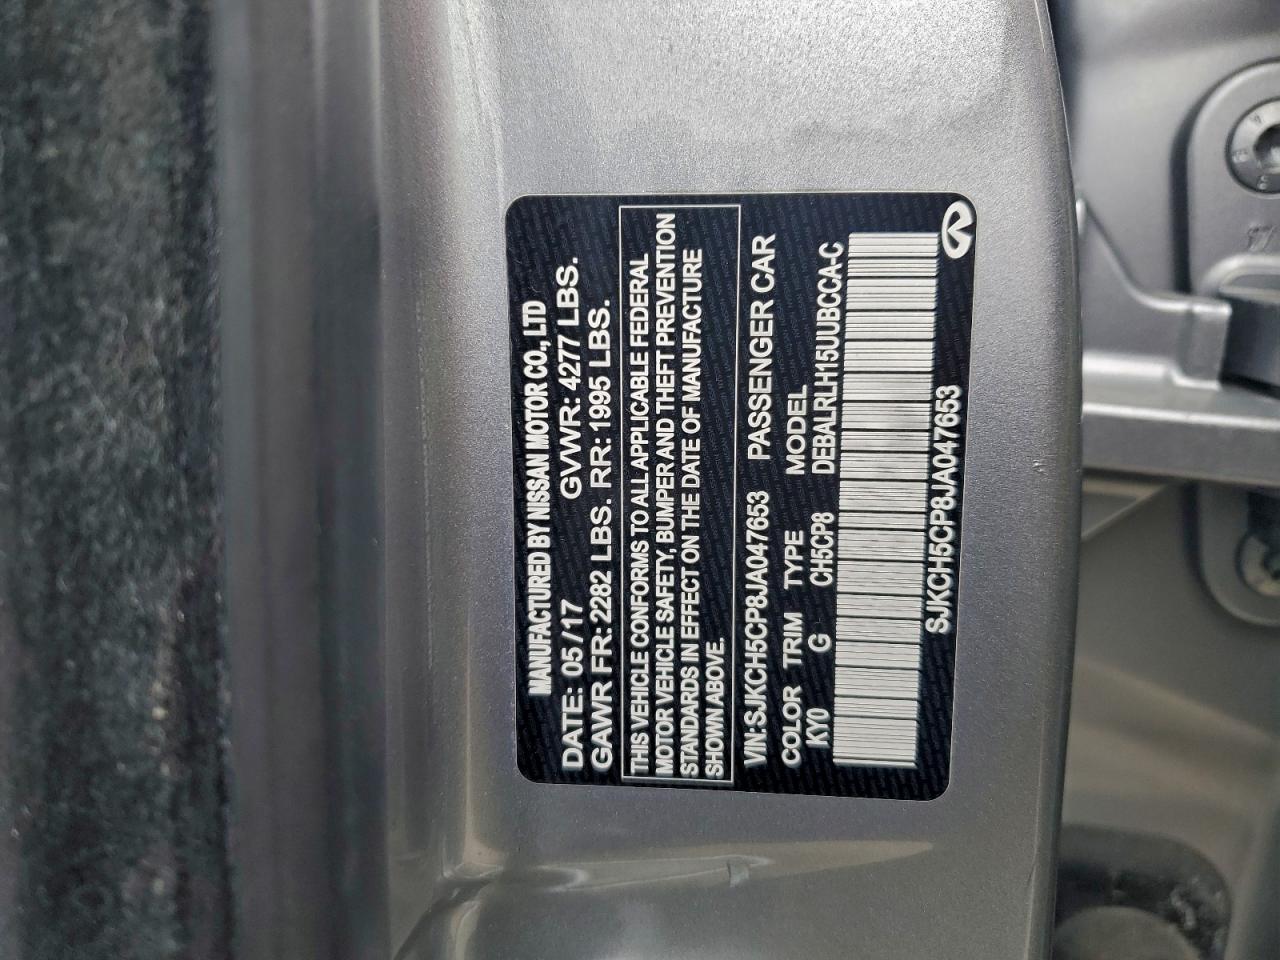 MANUFACTURED BY NISSAN MOTOR CO., LTD
DATE: 05/17 GVWR: 4277 LBS.
GAWR FR: 2282 LBS. RR: 1995 LBS.
THIS VEHICLE CONFORMS TO ALL APPLICABLE FEDERAL
MOTOR VEHICLE SAFETY, BUMPER AND THEFT PREVENTION
STANDARDS IN EFFECT ON THE DATE OF MANUFACTURE
SHOWN ABOVE.
VIN:SJKCH5CP8JA047653 PASSENGER CAR
COLOR TRIM TYPE MODEL
KY0 G CH5CP8 DEBALRLH15UUBCCA-C
SJKCH5CP8JA047653